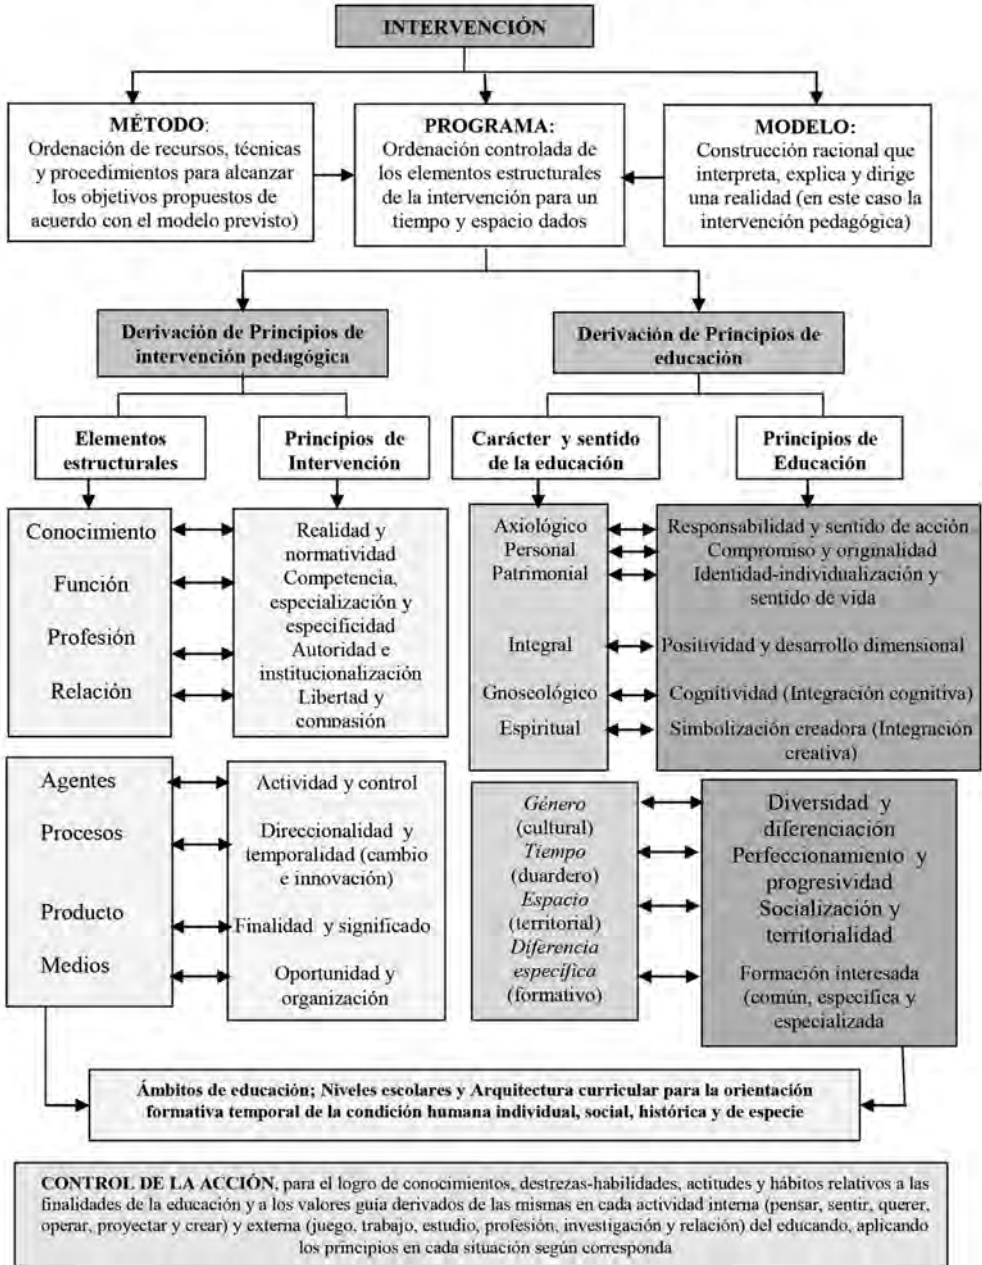 INTERVENCIÓN
MÉTODO:
Ordenación de recursos, técnicas
y procedimientos para alcanzar
los objetivos propuestos de
acuerdo con el modelo previsto)
PROGRAMA:
Ordenación controlada de
los elementos estructurales
de la intervención para un
tiempo y espacio dados
MODELO:
Construcción racional que
interpreta, explica y dirige
una realidad (en este caso la
intervención pedagógica)
Derivación de Principios de
intervención pedagógica
Derivación de Principios de
educación
Elementos
estructurales
Principios de
Intervención
Carácter y sentido
de la educación
Principios de
Educación
Conocimiento
Función
Profesión
Relación
Realidad y
normatividad
Competencia,
especialización y
especificidad
Autoridad e
institucionalización
Libertad y
compasión
Axiológico
Personal
Patrimonial
Integral
Gnoseológico
Espiritual
Responsabilidad y sentido de acción
Compromiso y originalidad
Identidad-individualización y
sentido de vida
Positividad y desarrollo dimensional
Cognitividad (Integración cognitiva)
Simbolización creadora (Integración
creativa)
Agentes
Procesos
Producto
Medios
Actividad y control
Direccionalidad y
temporalidad (cambio
e innovación)
Finalidad y significado
Oportunidad y
organización
Género
(cultural)
Tiempo
(duardero)
Espacio
(territorial)
Diferencia
específica
(formativo)
Diversidad y
diferenciación
Perfeccionamiento y
progresividad
Socialización y
territorialidad
Formación interesada
(común, específica y
especializada
Ámbitos de educación; Niveles escolares y Arquitectura curricular para la orientación
formativa temporal de la condición humana individual, social, histórica y de especie
CONTROL DE LA ACCIÓN, para el logro de conocimientos, destrezas-habilidades, actitudes y hábitos relativos a las
finalidades de la educación y a los valores guía derivados de las mismas en cada actividad interna (pensar, sentir, querer,
operar, proyectar y crear) y externa (juego, trabajo, estudio, profesión, investigación y relación) del educando, aplicando
los principios en cada situación según corresponda